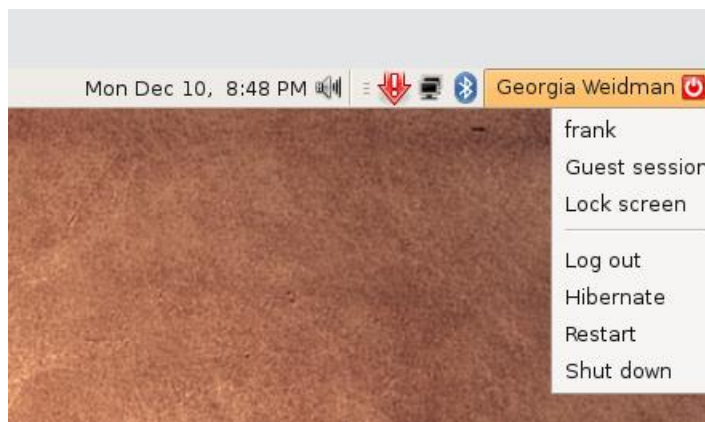 Mon Dec 10, 8:48 PM Georgia Weidman
frank
Guest session
Lock screen
Log out
Hibernate
Restart
Shut down